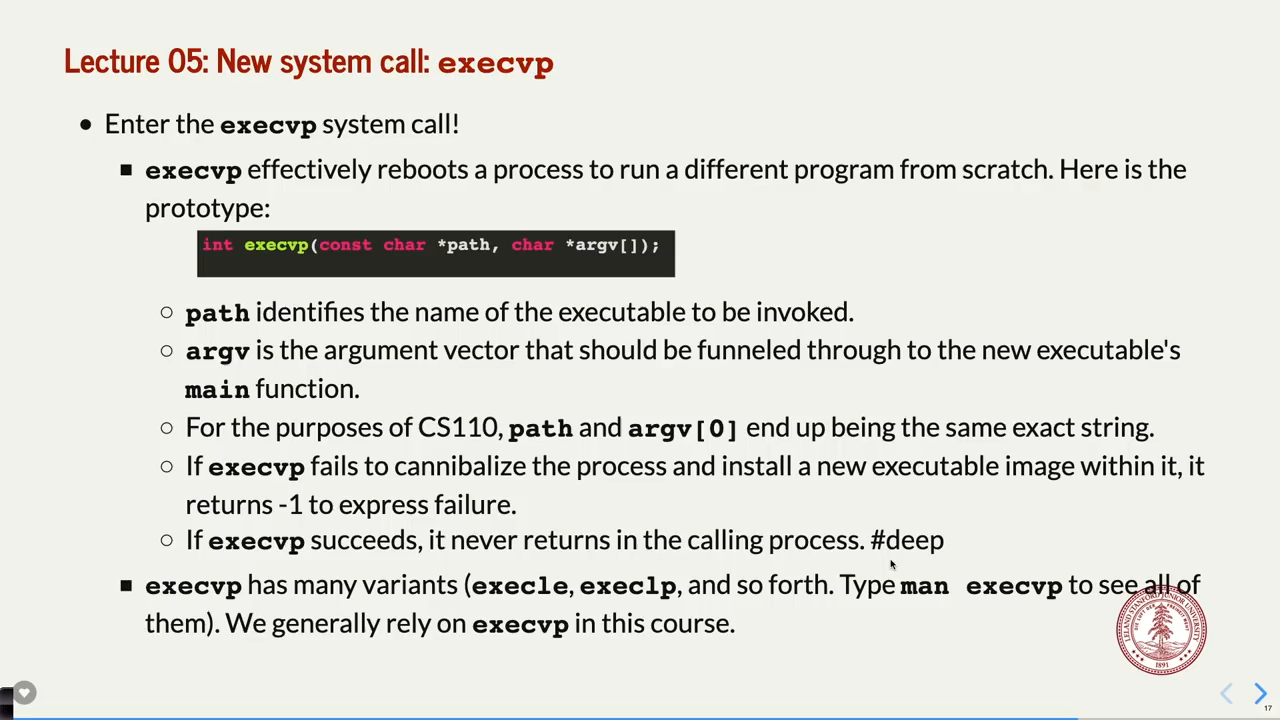 Lecture 05: New system call: execvp
• Enter the execvp system call!
▪ execvp effectively reboots a process to run a different program from scratch. Here is the
prototype:
int execvp(const char *path, char *argv[]);
○ path identifies the name of the executable to be invoked.
○ argv is the argument vector that should be funneled through to the new executable's
main function.
○ For the purposes of CS110, path and argv[0] end up being the same exact string.
○ If execvp fails to cannibalize the process and install a new executable image within it, it
returns -1 to express failure.
○ If execvp succeeds, it never returns in the calling process. #deep
▪ execvp has many variants (execle, execlp, and so forth. Type man execvp to see all of
them). We generally rely on execvp in this course.
LELAND STANFORD JUNIOR UNIVERSITY
1891
17